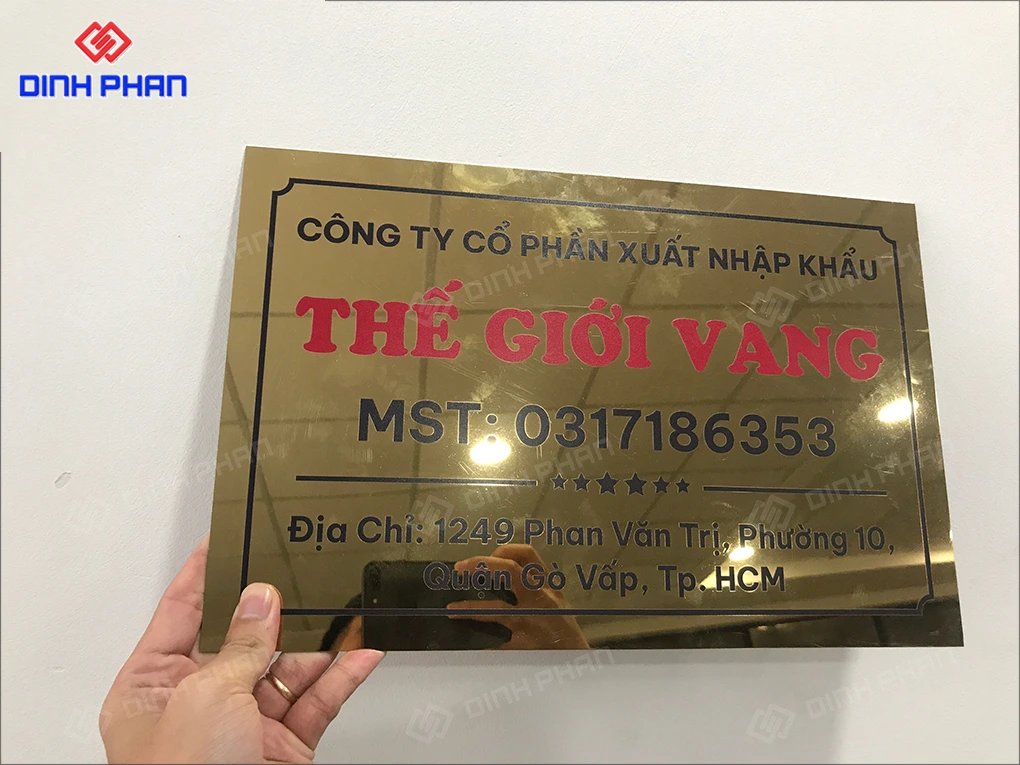 DINH PHAN
CÔNG TY CỔ PHẦN XUẤT NHẬP KHẨU
THẾ GIỚI VANG
MST: 0317186353
Địa Chỉ: 1249 Phan Văn Trị, Phường 10,
Quận Gò Vấp, Tp. HCM